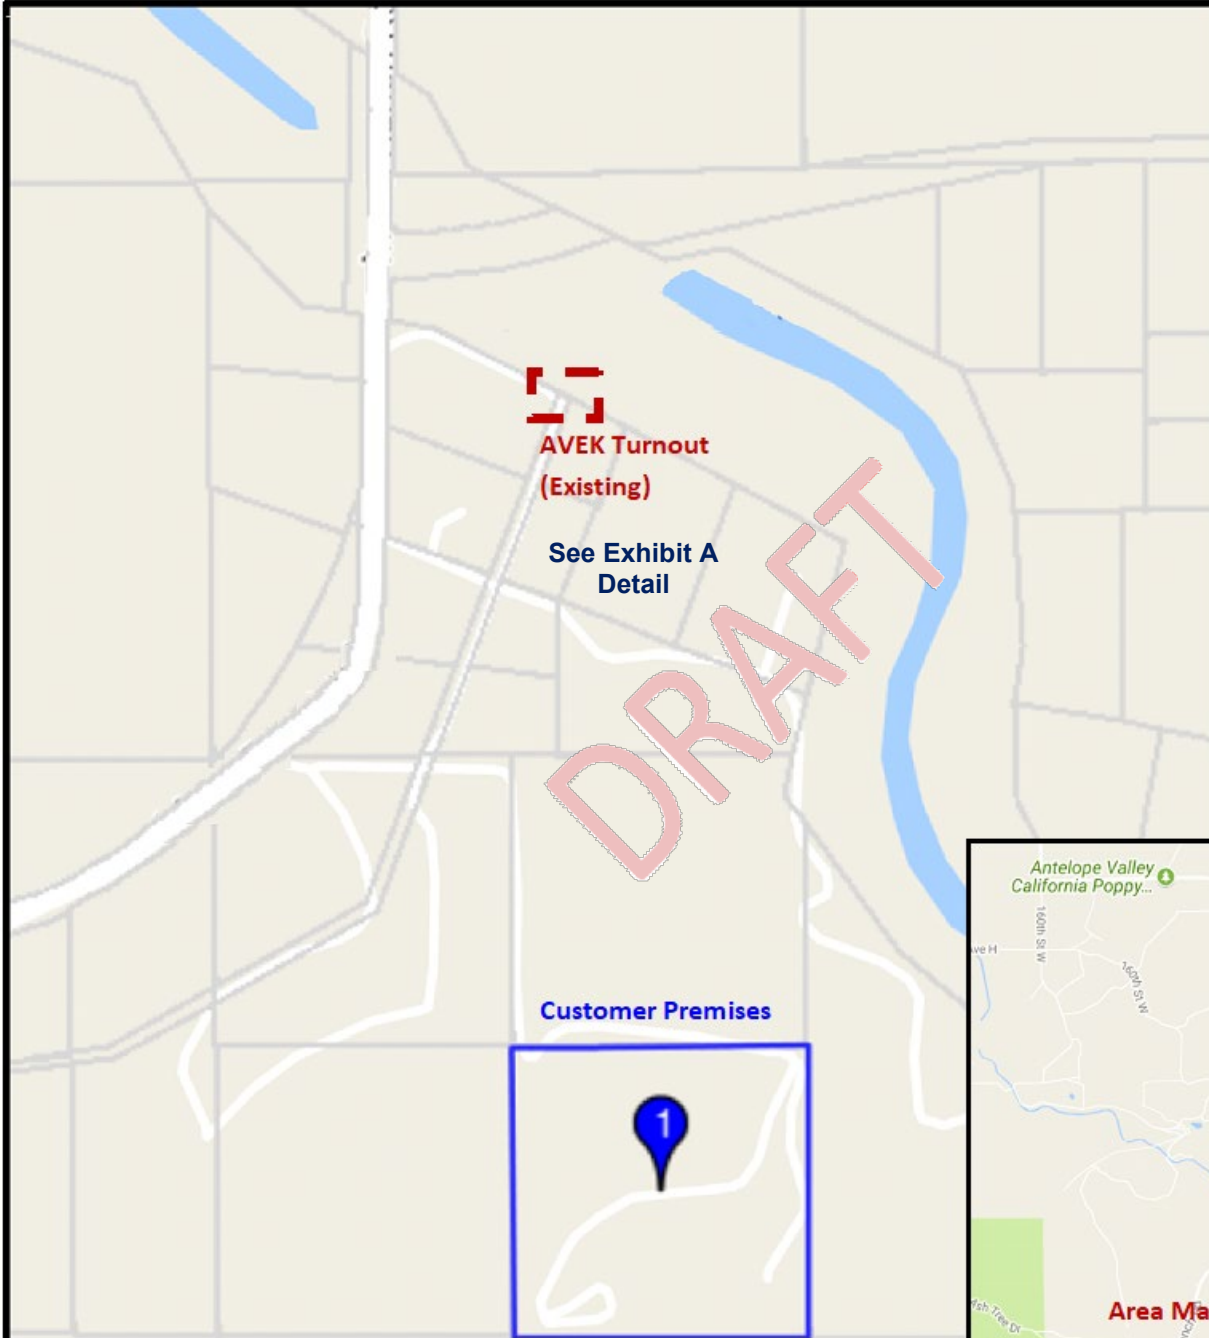 AVEK Turnout
(Existing)
See Exhibit A
Detail
DRAFT
Customer Premises
1
Antelope Valley
California Poppy...
160th St W
Ave H
160th St W
Area Ma